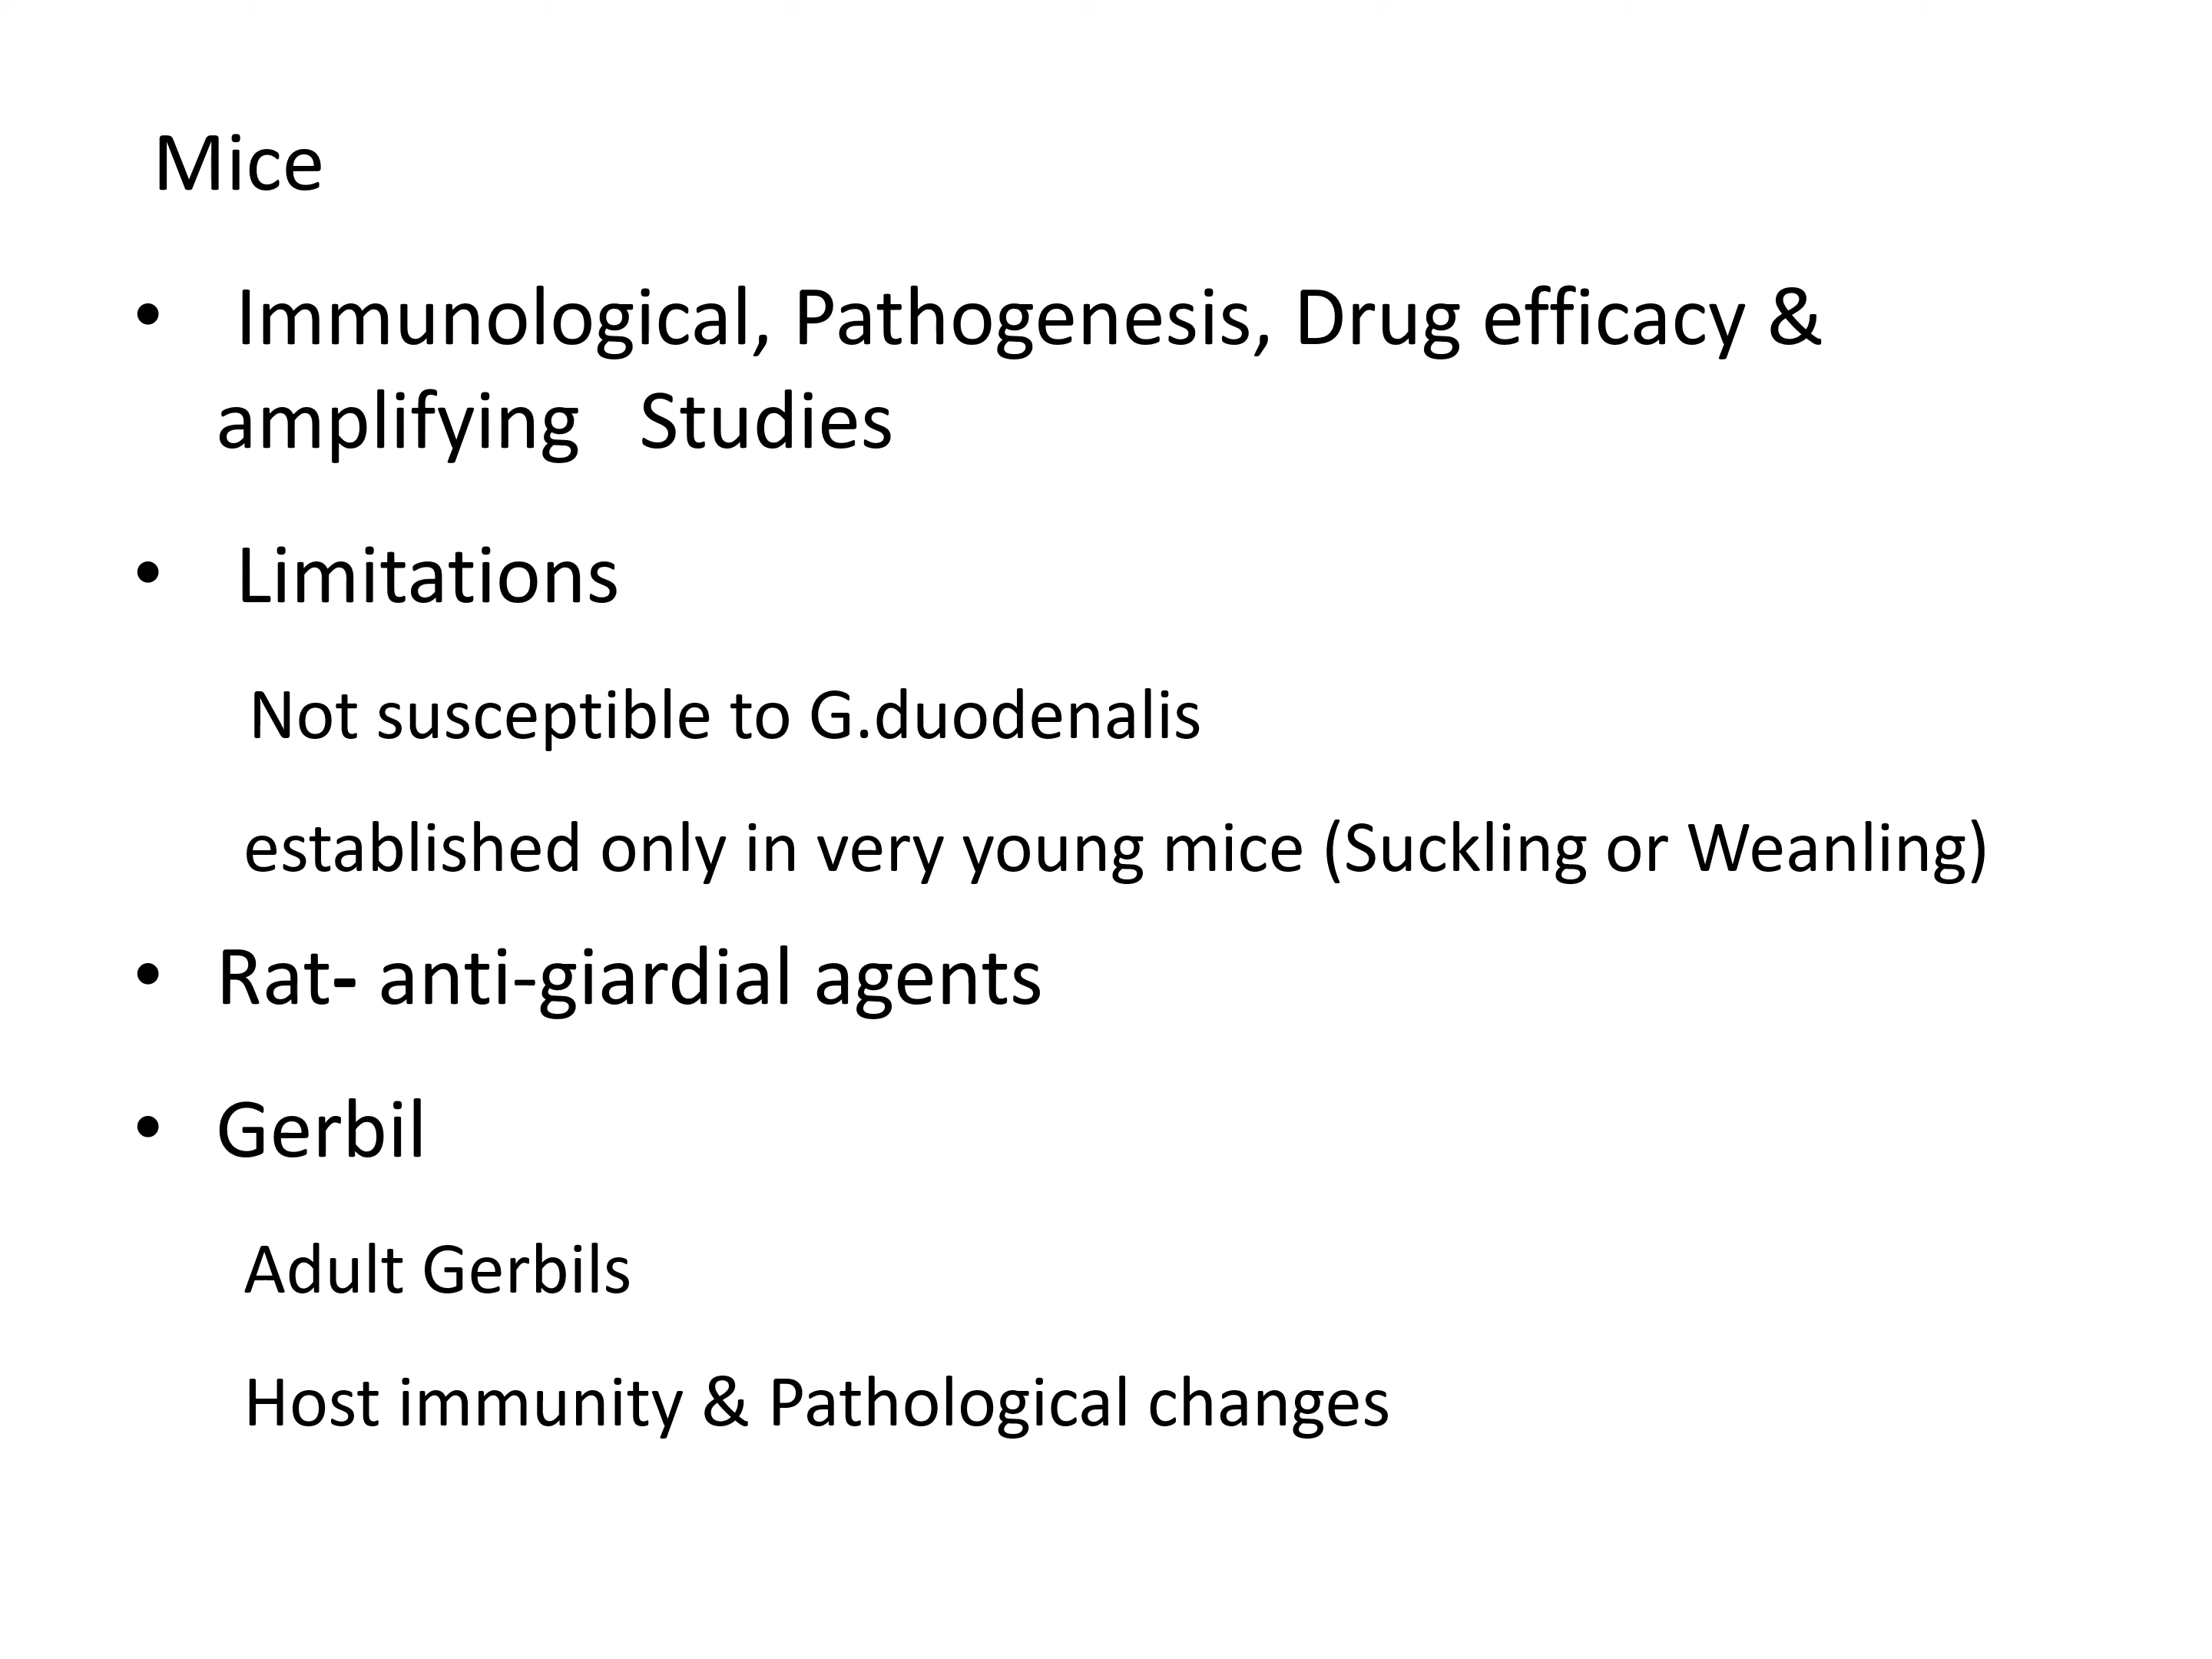 Mice
• Immunological, Pathogenesis, Drug efficacy &
amplifying   Studies
• Limitations
Not susceptible to G.duodenalis
established only in very young mice (Suckling or Weanling)
• Rat- anti-giardial agents
• Gerbil
Adult Gerbils
Host immunity & Pathological changes